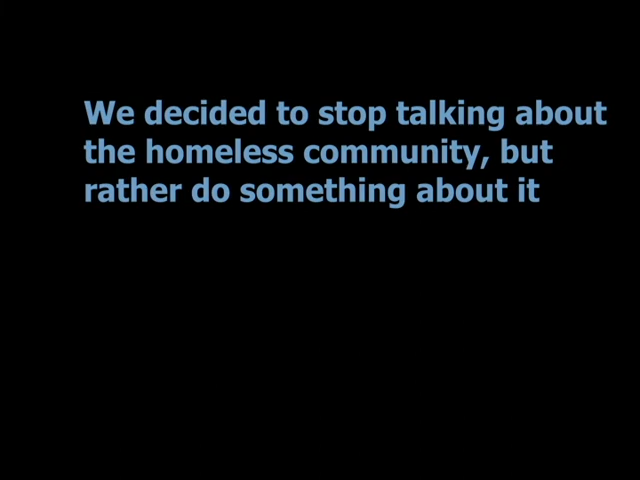 We decided to stop talking about
the homeless community, but
rather do something about it